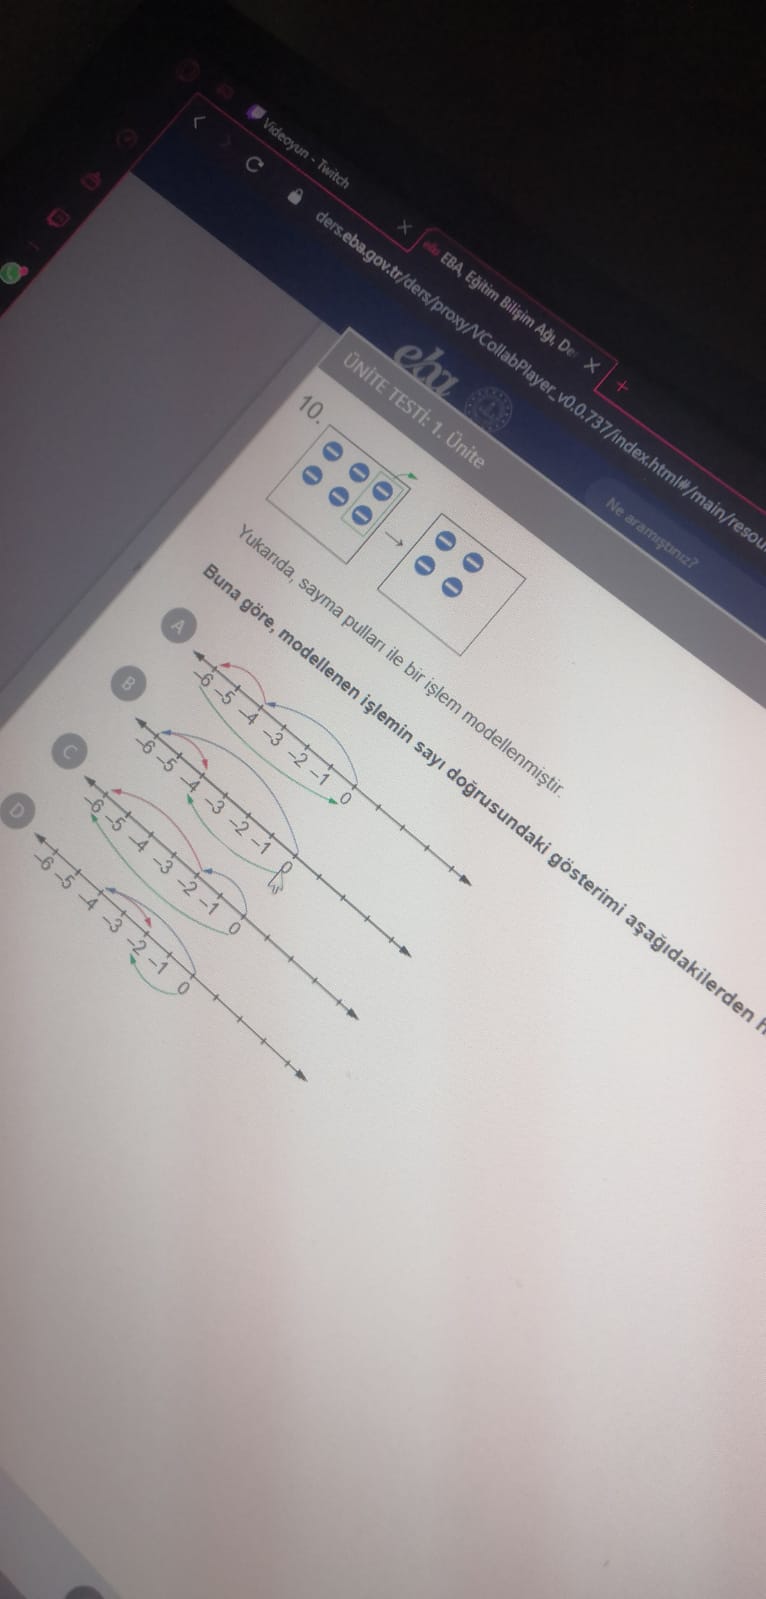 Videoyun - Twitch
eba EBA, Eğitim Bilişim Ağı, De
ders.eba.gov.tr/ders/proxy/VCollabPlayer_v0.0.737/index.html#/main/resou
eba
Ne aramıştınız?
ÜNİTE TESTİ: 1. Ünite
10.
Yukarıda, sayma pulları ile bir işlem modellenmiştir.
Buna göre, modellenen işlemin sayı doğrusundaki gösterimi aşağıdakilerden h
A
-6 -5 -4 -3 -2 -1 0
B
-6 -5 -4 -3 -2 -1 0
C
-6 -5 -4 -3 -2 -1 0
D
-6 -5 -4 -3 -2 -1 0